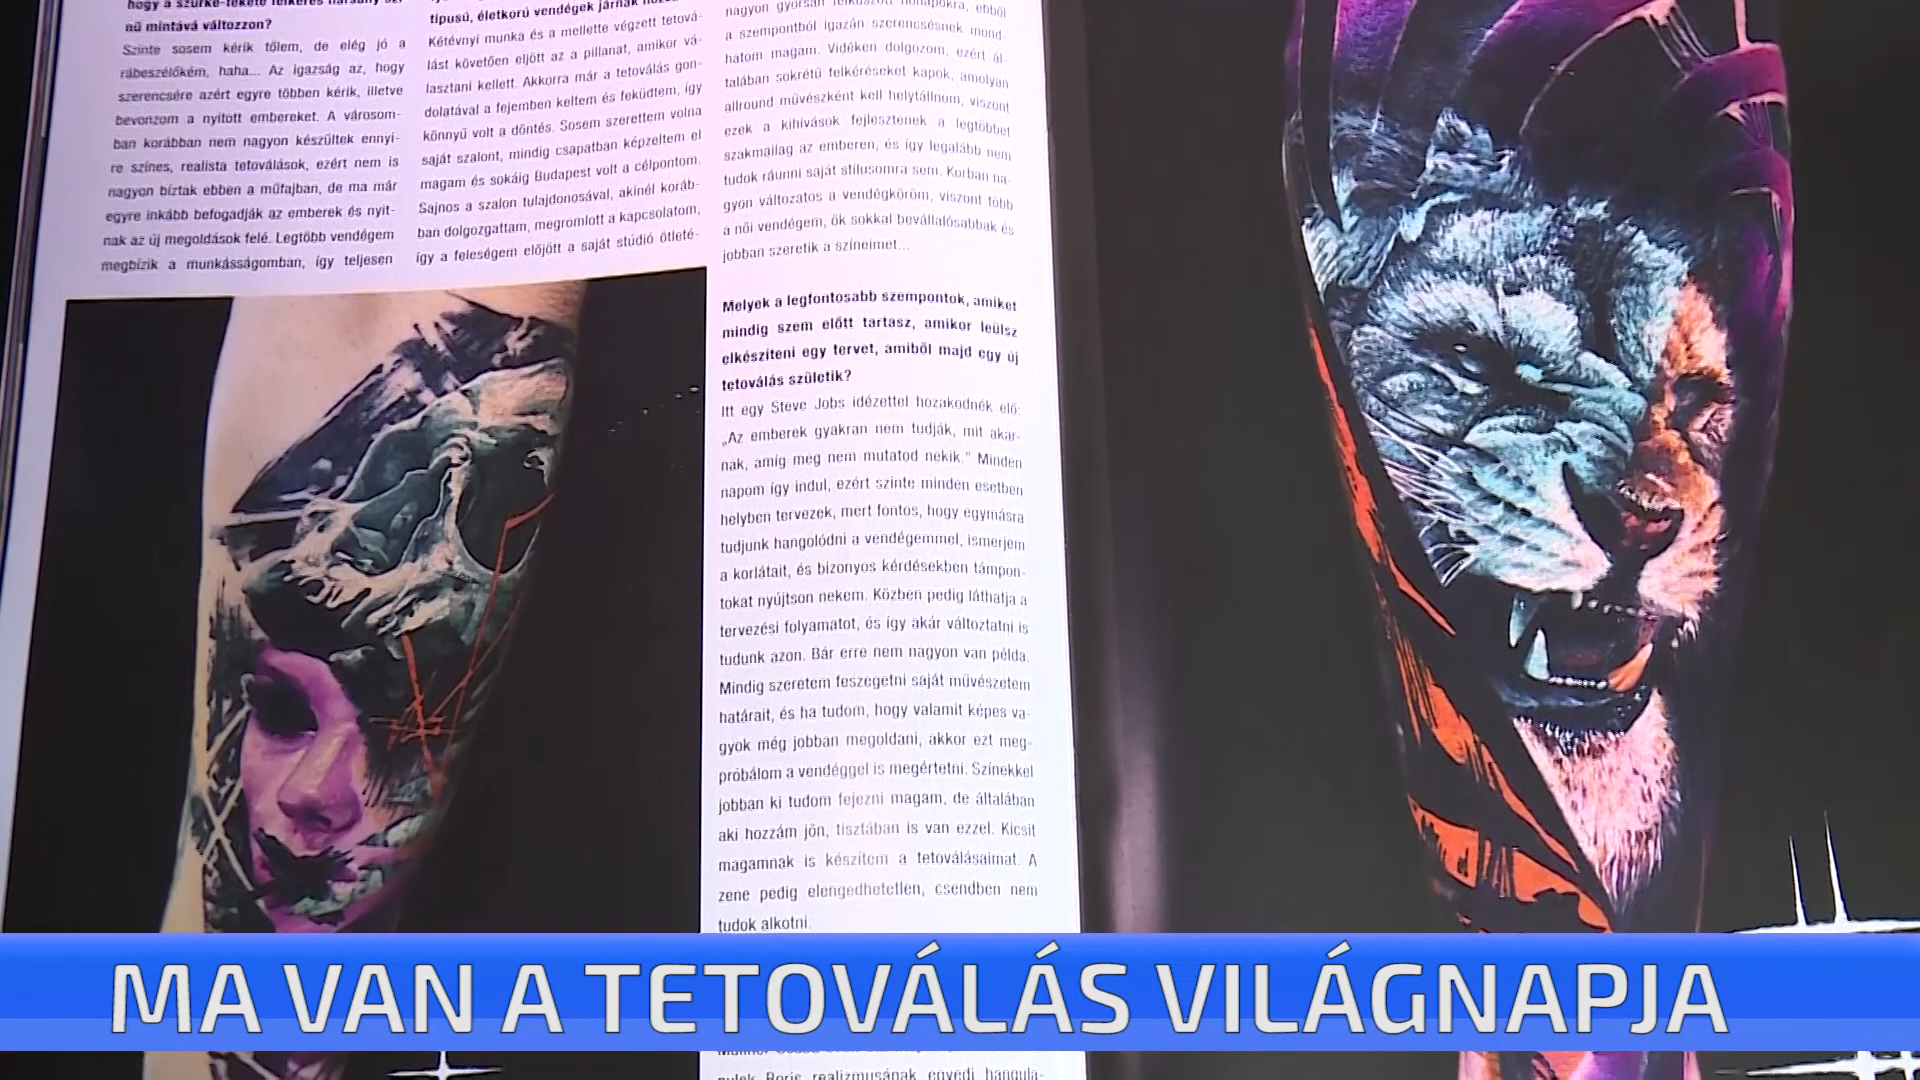 hogy a szürke-fekete felkérés harsány szí-
nű mintává változzon?
Szinte sosem kérik tőlem, de elég jó a
rábeszélőkém, haha... Az igazság az, hogy
szerencsére azért egyre többen kérik, illetve
bevonzom a nyitott embereket. A városom-
ban korábban nem nagyon készültek ennyi-
re színes, realista tetoválások, ezért nem is
nagyon bíztak ebben a műfajban, de ma már
egyre inkább befogadják az emberek és nyit-
nak az új megoldások felé. Legtöbb vendégem
megbízik a munkásságomban, így teljesen
típusú, életkorú vendégek járnak
Kétévnyi munka és a mellette végzett tetová-
lást követően eljött az a pillanat, amikor vá-
lasztani kellett. Akkorra már a tetoválás gon-
dolatával a fejemben keltem és feküdtem, így
könnyű volt a döntés. Sosem szerettem volna
saját szalont, mindig csapatban képzeltem el
magam és sokáig Budapest volt a célpontom.
Sajnos a szalon tulajdonosával, akinél koráb-
ban dolgozgattam, megromlott a kapcsolatom,
így a feleségem előjött a saját stúdió ötleté-
nagyon gyorsan felkúszott hónapokra, ebből
a szempontból igazán szerencsésnek mond-
hatom magam. Vidéken dolgozom, ezért ál-
talában sokrétű felkéréseket kapok, amolyan
allround művészként kell helytállnom, viszont
ezek a kihívások fejlesztenek a legtöbbet
szakmailag az emberen, és így legalább nem
tudok ráunni saját stílusomra sem. Korban na-
gyon változatos a vendégköröm, viszont több
a női vendégem, ők sokkal bevállalósabbak és
jobban szeretik a színeimet...
Melyek a legfontosabb szempontok, amiket
mindig szem előtt tartasz, amikor leülsz
elkészíteni egy tervet, amiből majd egy új
tetoválás születik?
Itt egy Steve Jobs idézettel hozakodnék elő:
„Az emberek gyakran nem tudják, mit akar-
nak, amíg meg nem mutatod nekik." Minden
napom így indul, ezért szinte minden esetben
helyben tervezek, mert fontos, hogy egymásra
tudjunk hangolódni a vendégemmel, ismerjem
a korlátait, és bizonyos kérdésekben támpon-
tokat nyújtson nekem. Közben pedig láthatja a
tervezési folyamatot, és így akár változtatni is
tudunk azon. Bár erre nem nagyon van példa.
Mindig szeretem feszegetni saját művészetem
határait, és ha tudom, hogy valamit képes va-
gyok még jobban megoldani, akkor ezt meg-
próbálom a vendéggel is megértetni. Színekkel
jobban ki tudom fejezni magam, de általában
aki hozzám jön, tisztában is van ezzel. Kicsit
magamnak is készítem a tetoválásaimat. A
zene pedig elengedhetetlen, csendben nem
tudok alkotni.
MA VAN A TETOVÁLÁS VILÁGNAPJA
Boris realizmusának egyedi hangula-